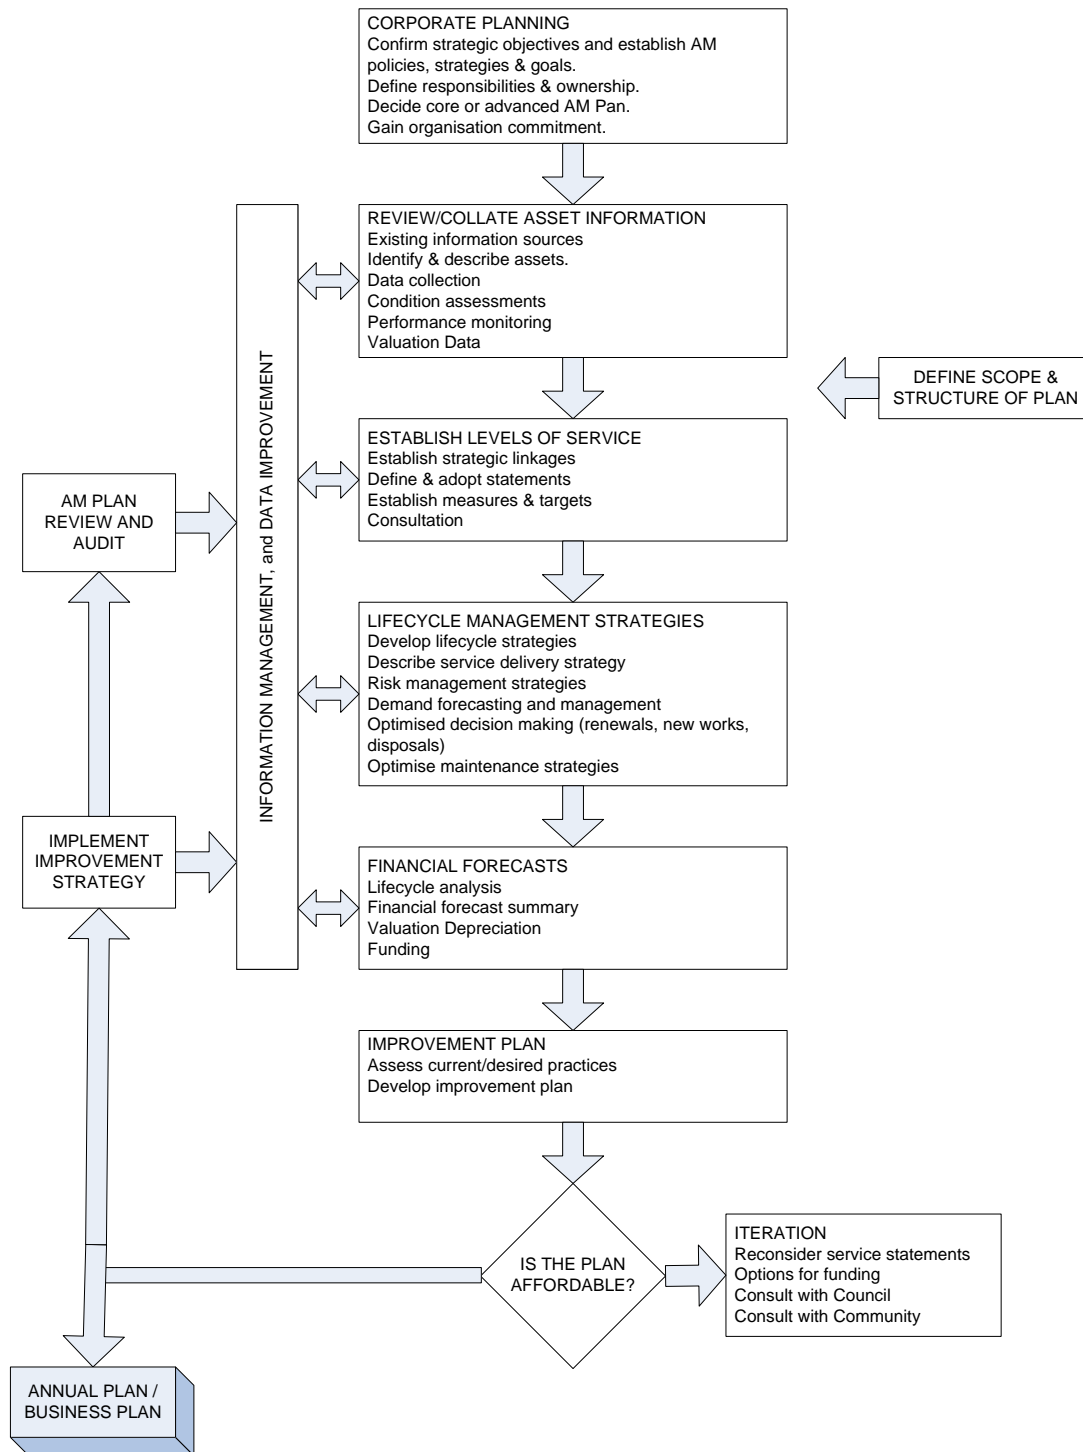 CORPORATE PLANNING
Confirm strategic objectives and establish AM
policies, strategies & goals.
Define responsibilities & ownership.
Decide core or advanced AM Pan.
Gain organisation commitment.
REVIEW/COLLATE ASSET INFORMATION
Existing information sources
Identify & describe assets.
Data collection
Condition assessments
Performance monitoring
Valuation Data
DEFINE SCOPE &
STRUCTURE OF PLAN
INFORMATION MANAGEMENT, and DATA IMPROVEMENT
ESTABLISH LEVELS OF SERVICE
Establish strategic linkages
Define & adopt statements
Establish measures & targets
Consultation
AM PLAN
REVIEW AND
AUDIT
LIFECYCLE MANAGEMENT STRATEGIES
Develop lifecycle strategies
Describe service delivery strategy
Risk management strategies
Demand forecasting and management
Optimised decision making (renewals, new works,
disposals)
Optimise maintenance strategies
IMPLEMENT
IMPROVEMENT
STRATEGY
FINANCIAL FORECASTS
Lifecycle analysis
Financial forecast summary
Valuation Depreciation
Funding
IMPROVEMENT PLAN
Assess current/desired practices
Develop improvement plan
IS THE PLAN
AFFORDABLE?
ITERATION
Reconsider service statements
Options for funding
Consult with Council
Consult with Community
ANNUAL PLAN /
BUSINESS PLAN